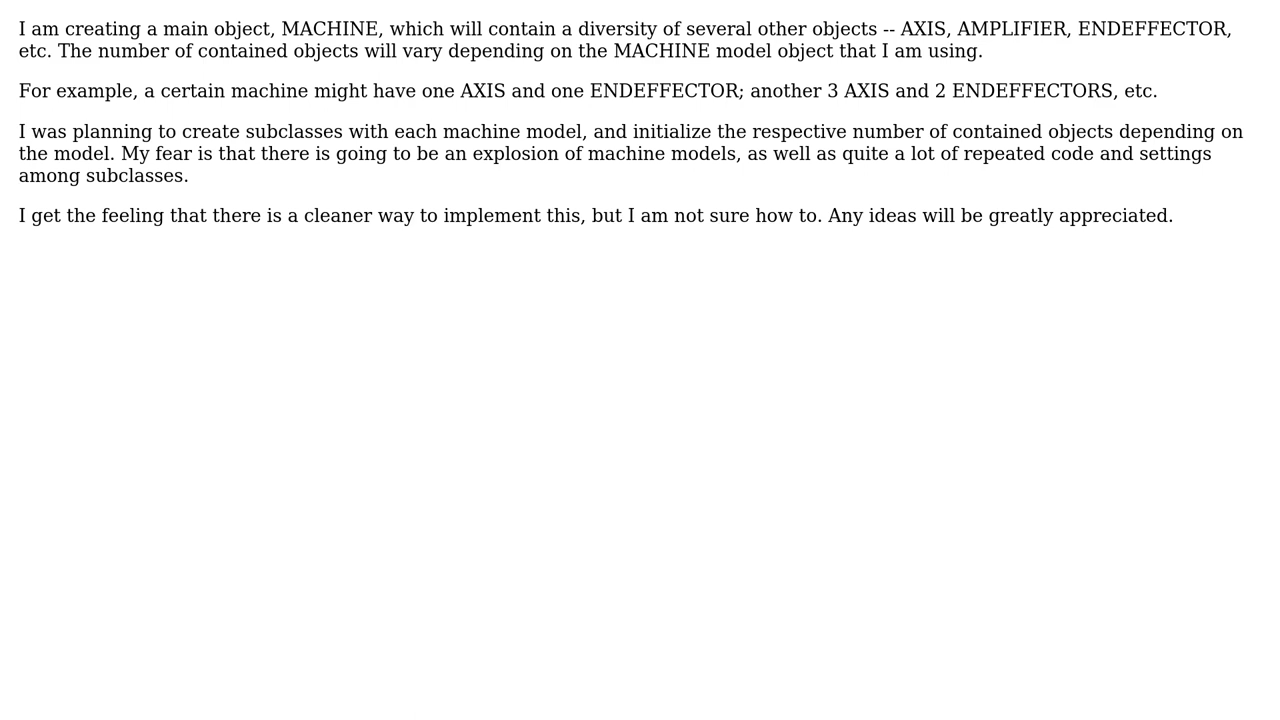 I am creating a main object, MACHINE, which will contain a diversity of several other objects -- AXIS, AMPLIFIER, ENDEFFECTOR,
etc. The number of contained objects will vary depending on the MACHINE model object that I am using.
For example, a certain machine might have one AXIS and one ENDEFFECTOR; another 3 AXIS and 2 ENDEFFECTORS, etc.
I was planning to create subclasses with each machine model, and initialize the respective number of contained objects depending on
the model. My fear is that there is going to be an explosion of machine models, as well as quite a lot of repeated code and settings
among subclasses.
I get the feeling that there is a cleaner way to implement this, but I am not sure how to. Any ideas will be greatly appreciated.